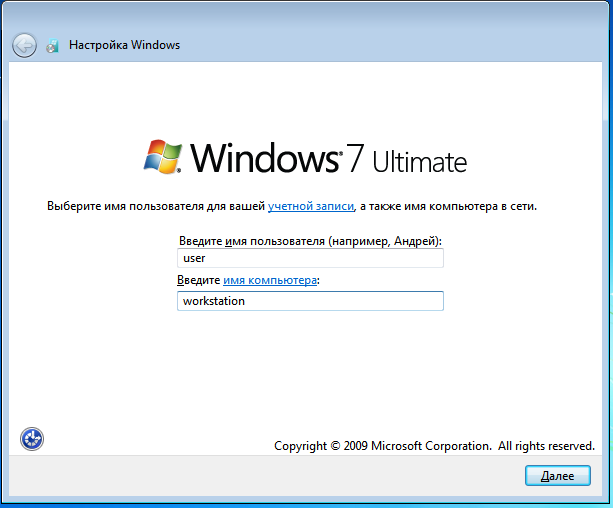 Настройка Windows
Windows 7 Ultimate
Выберите имя пользователя для вашей учетной записи, а также имя компьютера в сети.
Введите имя пользователя (например, Андрей):
user
Введите имя компьютера:
workstation
Copyright © 2009 Microsoft Corporation. All rights reserved.
Далее